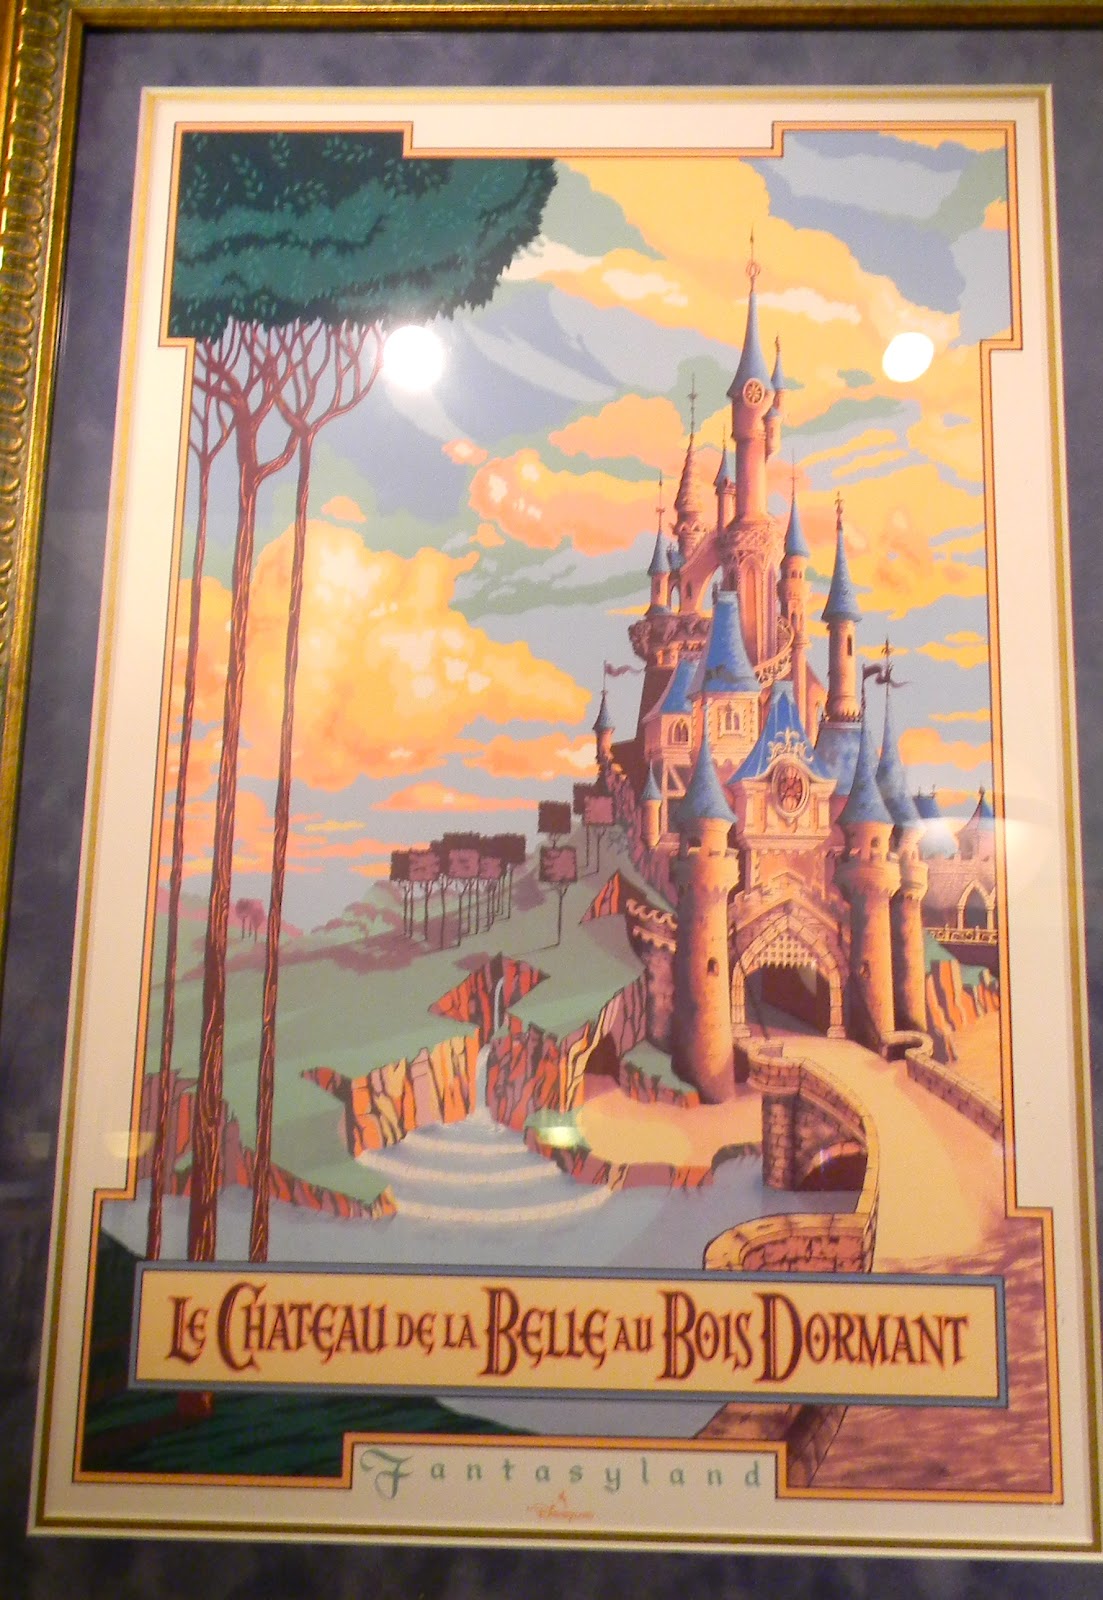 Le Chateau de la Belle au Bois Dormant
Fantasyland